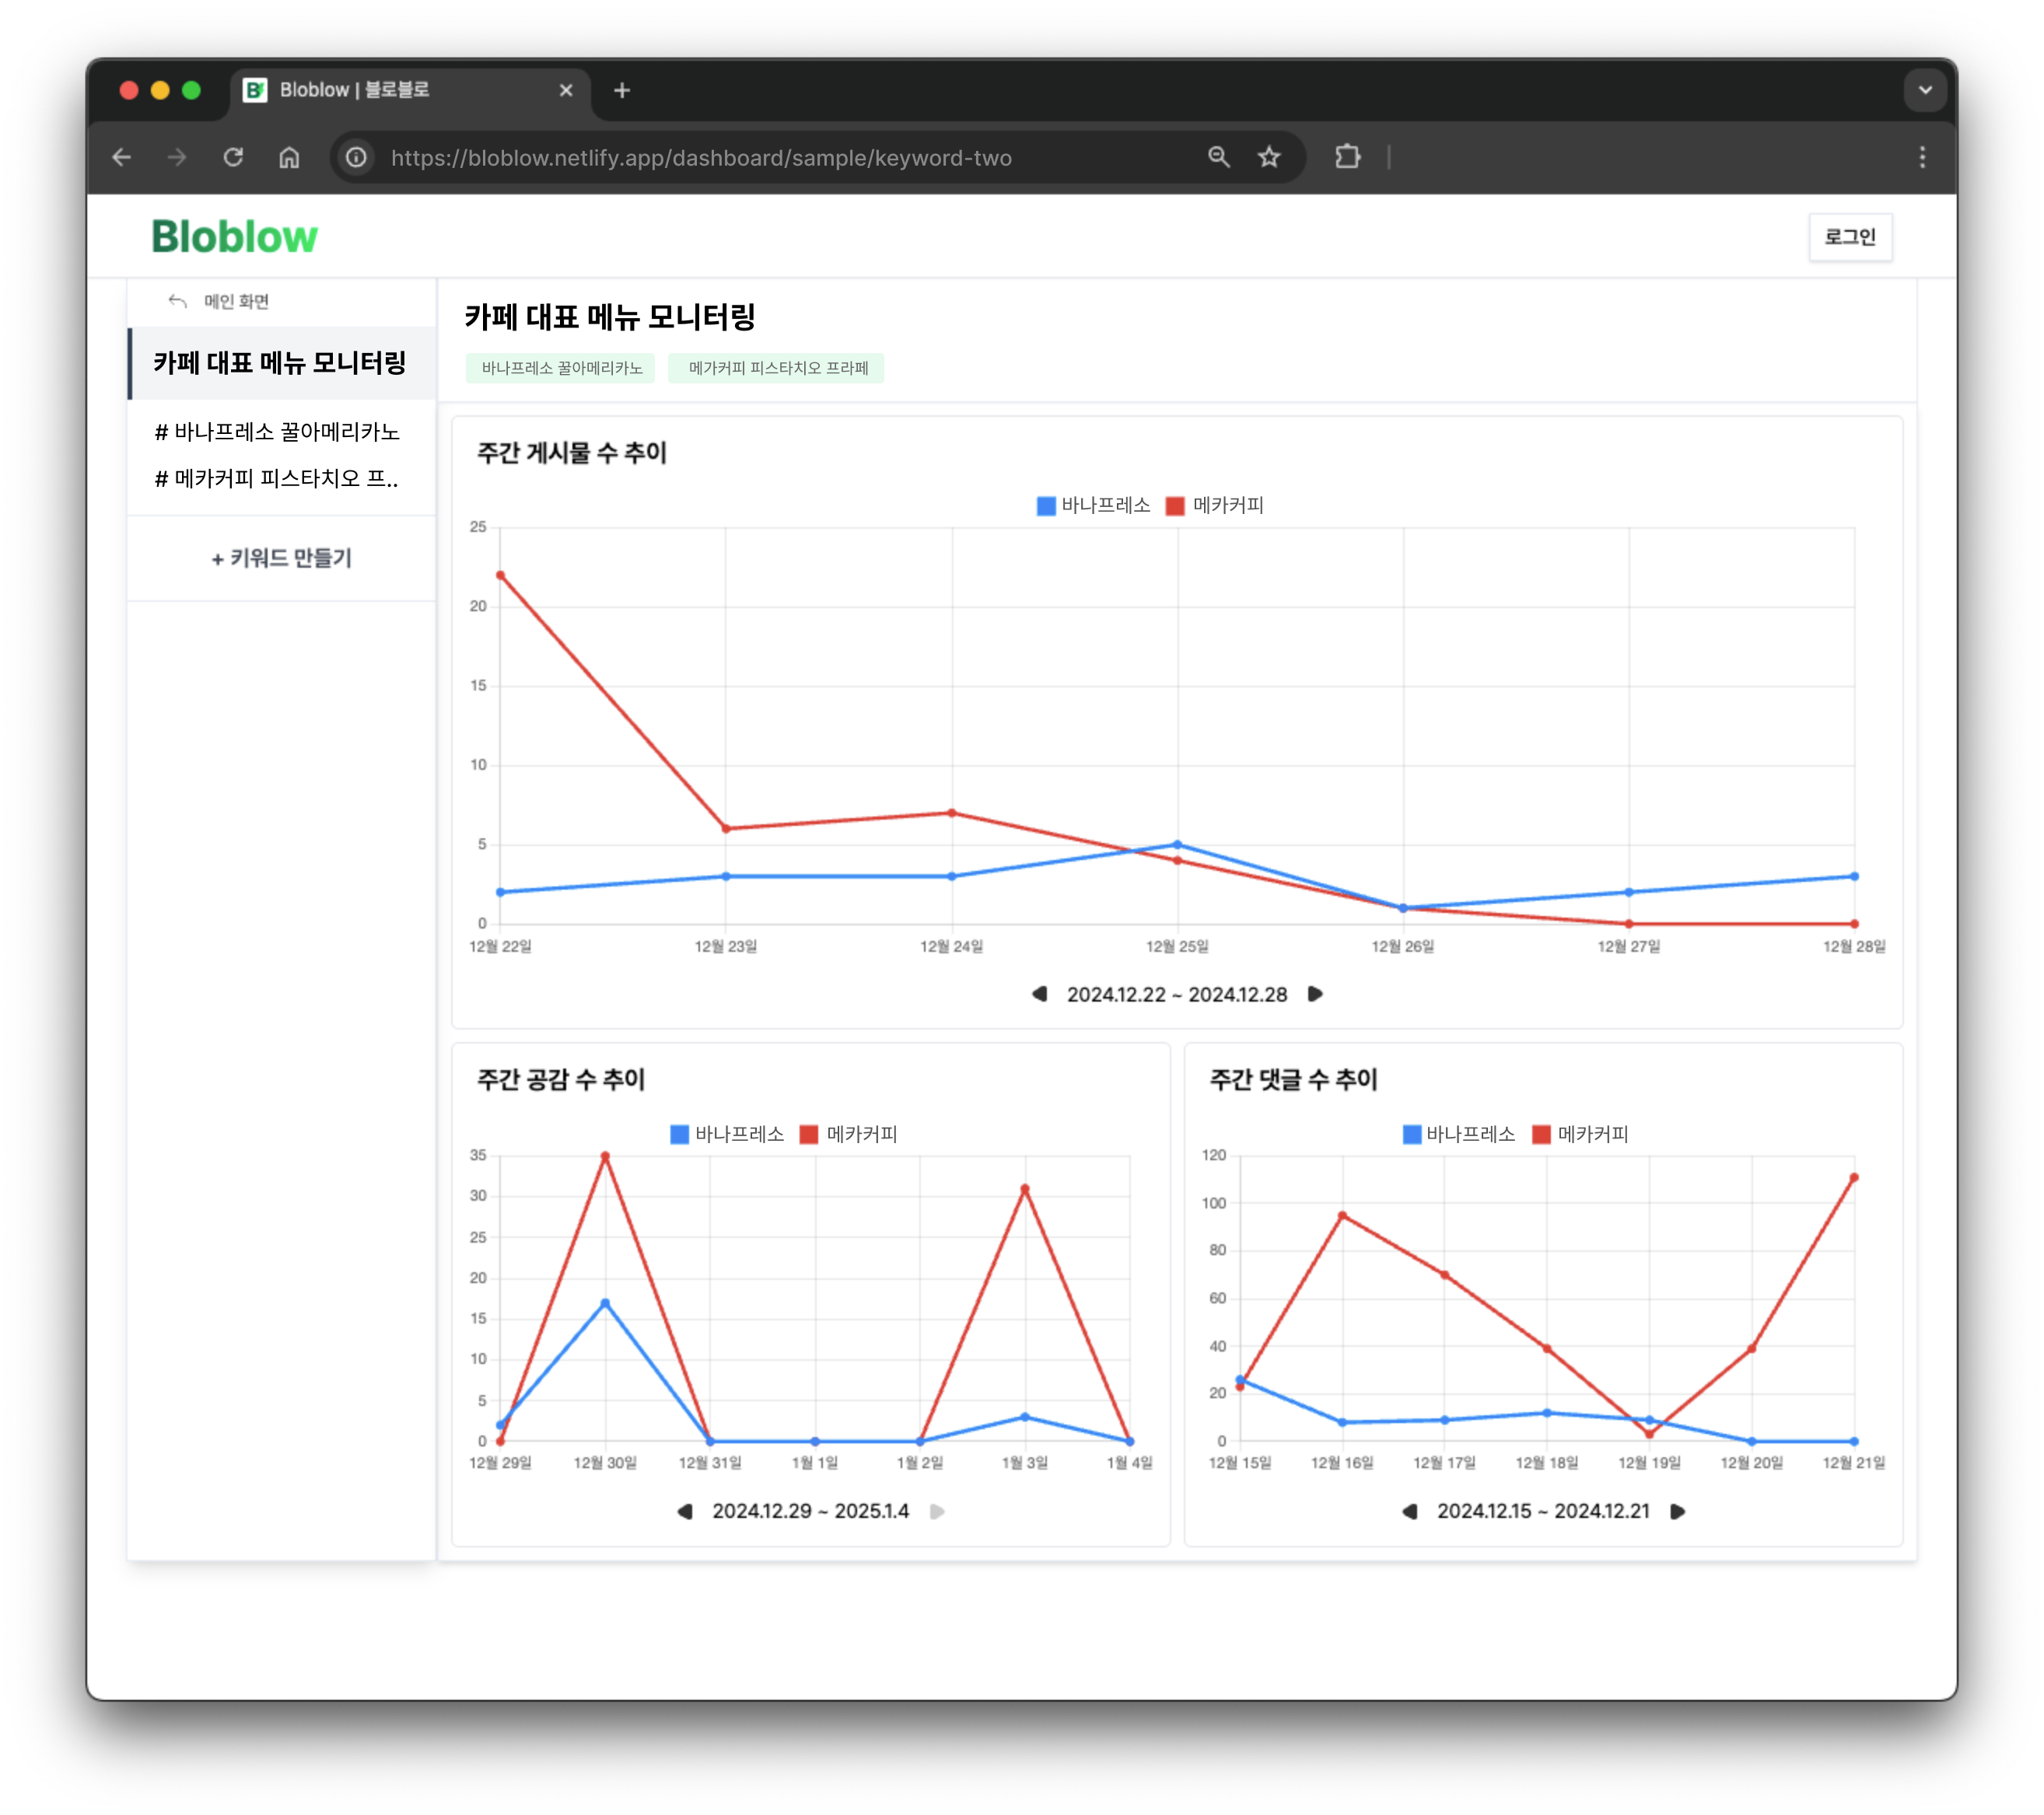 Bloblow | 블로블로
https://bloblow.netlify.app/dashboard/sample/keyword-two
Bloblow
로그인
메인 화면
카페 대표 메뉴 모니터링
# 바나프레소 꿀아메리카노
# 메카커피 피스타치오 프..
+ 키워드 만들기
카페 대표 메뉴 모니터링
바나프레소 꿀아메리카노 메가커피 피스타치오 프라페
주간 게시물 수 추이
바나프레소 메카커피
25
20
15
10
5
0
12월 22일 12월 23일 12월 24일 12월 25일 12월 26일 12월 27일 12월 28일
2024.12.22 ~ 2024.12.28
주간 공감 수 추이
바나프레소 메카커피
35
30
25
20
15
10
5
0
12월 29일 12월 30일 12월 31일 1월 1일 1월 2일 1월 3일 1월 4일
2024.12.29 ~ 2025.1.4
주간 댓글 수 추이
바나프레소 메카커피
120
100
80
60
40
20
0
12월 15일 12월 16일 12월 17일 12월 18일 12월 19일 12월 20일 12월 21일
2024.12.15 ~ 2024.12.21